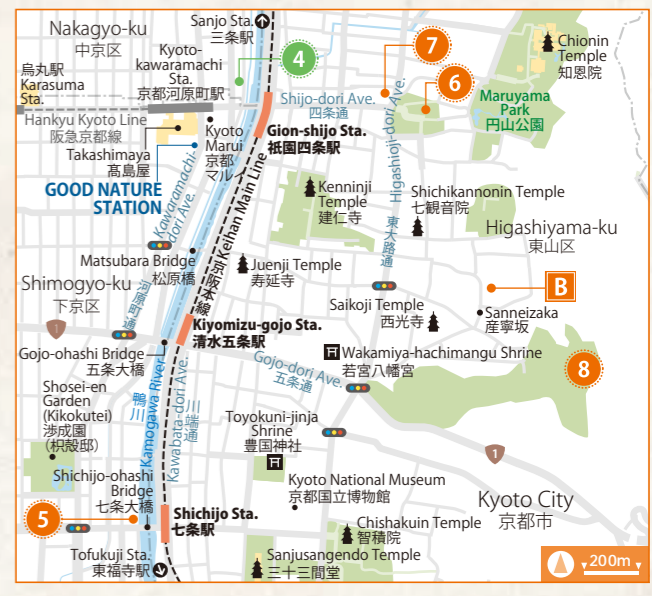 Nakagyo-ku
中京区
Sanjo Sta.
三条駅
4
7
6
Chionin
Temple
知恩院
Kyoto-
kawaramachi
Sta.
京都河原町駅
烏丸駅
Karasuma
Sta.
Shijo-dori Ave.
四条通
Higashioji-dori Ave.
東大路通
Maruyama
Park
円山公園
Hankyu Kyoto Line
阪急京都線
Takashimaya
髙島屋
Kyoto
Marui
京都
マルイ
Gion-shijo Sta.
祇園四条駅
GOOD NATURE
STATION
Kawaramachi-
dori Ave.
河原町通
Keihan Main Line
京阪本線
Kenninji
Temple
建仁寺
Shichikannonin Temple
七観音院
Higashiyama-ku
東山区
Matsubara Bridge
松原橋
Juenji Temple
寿延寺
B
Shimogyo-ku
下京区
Saikoji Temple
西光寺
Sanneizaka
産寧坂
1
Kiyomizu-gojo Sta.
清水五条駅
Gojo-ohashi Bridge
五条大橋
Gojo-dori Ave.
五条通
Wakamiya-hachimangu Shrine
若宮八幡宮
8
Shosei-en
Garden
(Kikokutei)
渉成園
(枳殻邸)
鴨川
Kamogawa River
Kawabata-dori Ave.
川端通
Toyokuni-jinja
Shrine
豊国神社
1
Shichijo-ohashi
Bridge
七条大橋
Kyoto National Museum
京都国立博物館
Kyoto City
京都市
5
Shichijo Sta.
七条駅
Chishakuin Temple
智積院
Tofukuji Sta.
東福寺駅
Sanjusangendo Temple
三十三間堂
200m